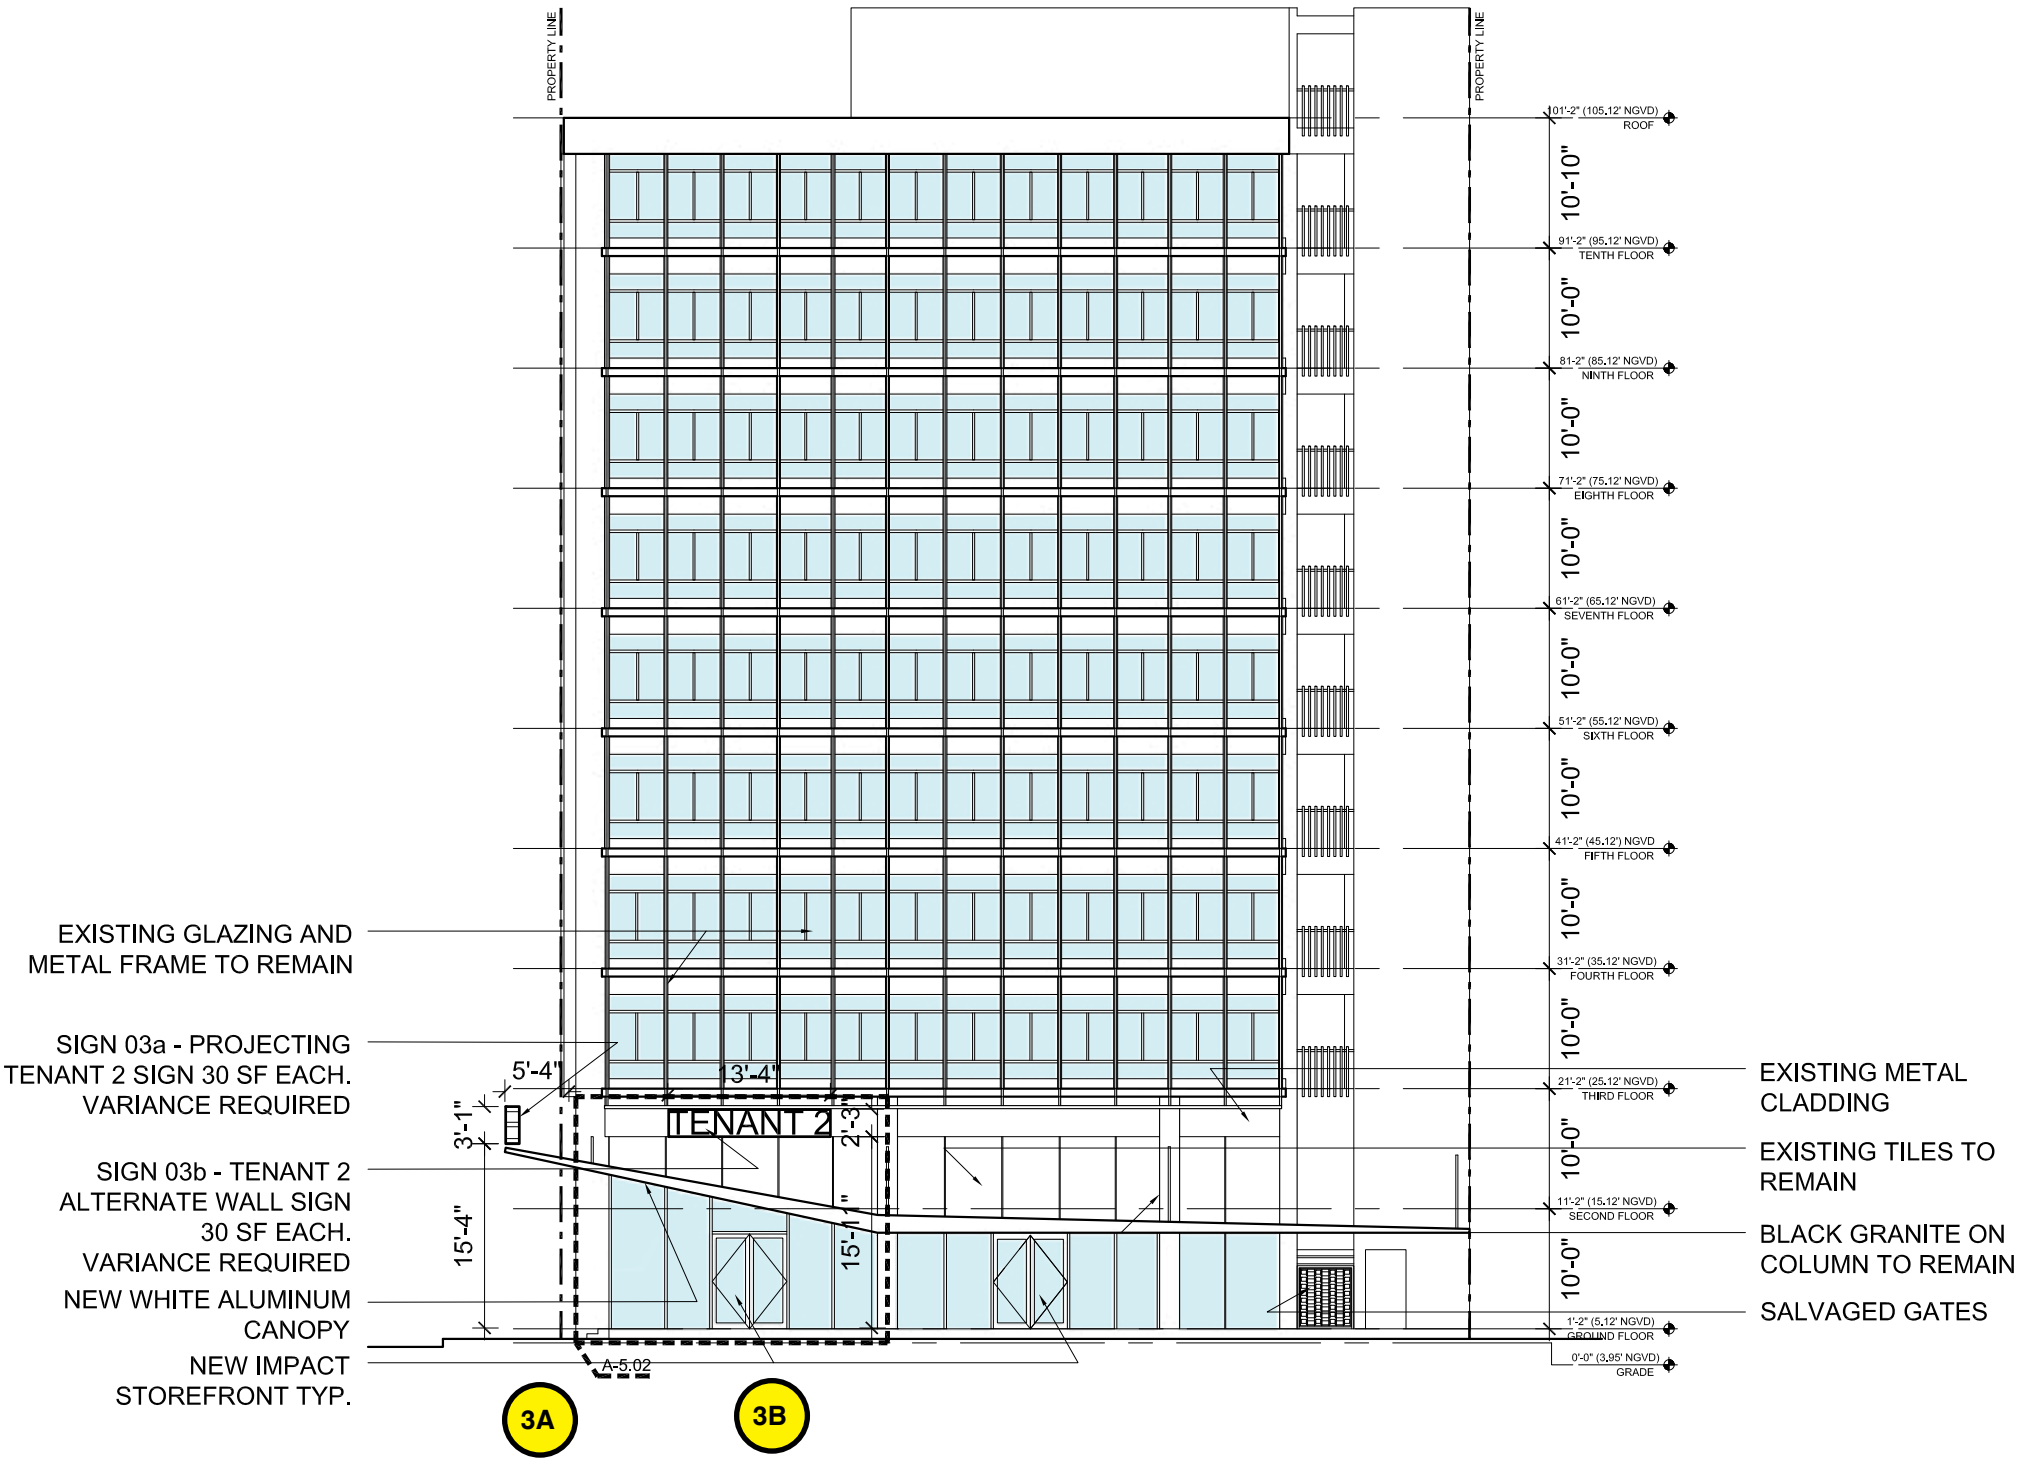 PROPERTY LINE
PROPERTY LINE
101'-2" (105.12' NGVD)
ROOF
10'-10"
91'-2" (95.12' NGVD)
TENTH FLOOR
10'-0"
81'-2" (85.12' NGVD)
NINTH FLOOR
10'-0"
71'-2" (75.12' NGVD)
EIGHTH FLOOR
10'-0"
61'-2" (65.12' NGVD)
SEVENTH FLOOR
10'-0"
51'-2" (55.12' NGVD)
SIXTH FLOOR
10'-0"
41'-2" (45.12') NGVD
FIFTH FLOOR
10'-0"
31'-2" (35.12' NGVD)
FOURTH FLOOR
10'-0"
21'-2" (25.12' NGVD)
THIRD FLOOR
10'-0"
11'-2" (15.12' NGVD)
SECOND FLOOR
10'-0"
1'-2" (5.12' NGVD)
GROUND FLOOR
0'-0" (3.95' NGVD)
GRADE
EXISTING GLAZING AND
METAL FRAME TO REMAIN
SIGN 03a - PROJECTING
TENANT 2 SIGN 30 SF EACH.
VARIANCE REQUIRED
SIGN 03b - TENANT 2
ALTERNATE WALL SIGN
30 SF EACH.
VARIANCE REQUIRED
NEW WHITE ALUMINUM
CANOPY
NEW IMPACT
STOREFRONT TYP.
5'-4"
3'-1"
15'-4"
13'-4"
TENANT 2
2'-3"
15'-11"
A-5.02
3A
3B
EXISTING METAL
CLADDING
EXISTING TILES TO
REMAIN
BLACK GRANITE ON
COLUMN TO REMAIN
SALVAGED GATES